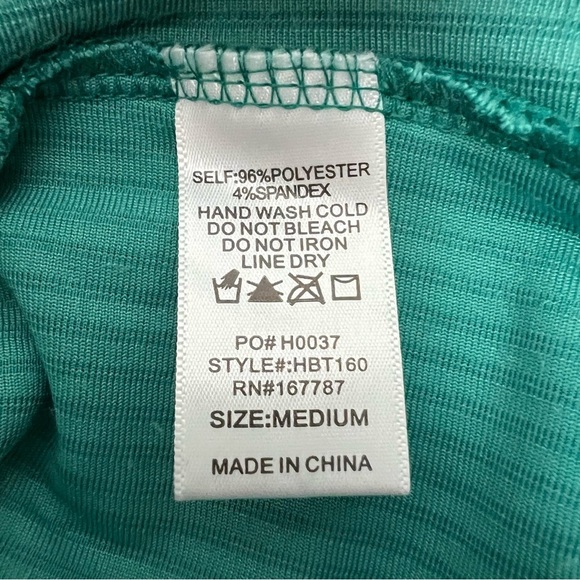 SELF:96%POLYESTER
4%SPANDEX
HAND WASH COLD
DO NOT BLEACH
DO NOT IRON
LINE DRY
PO# H0037
STYLE#:HBT160
RN#167787
SIZE:MEDIUM
MADE IN CHINA